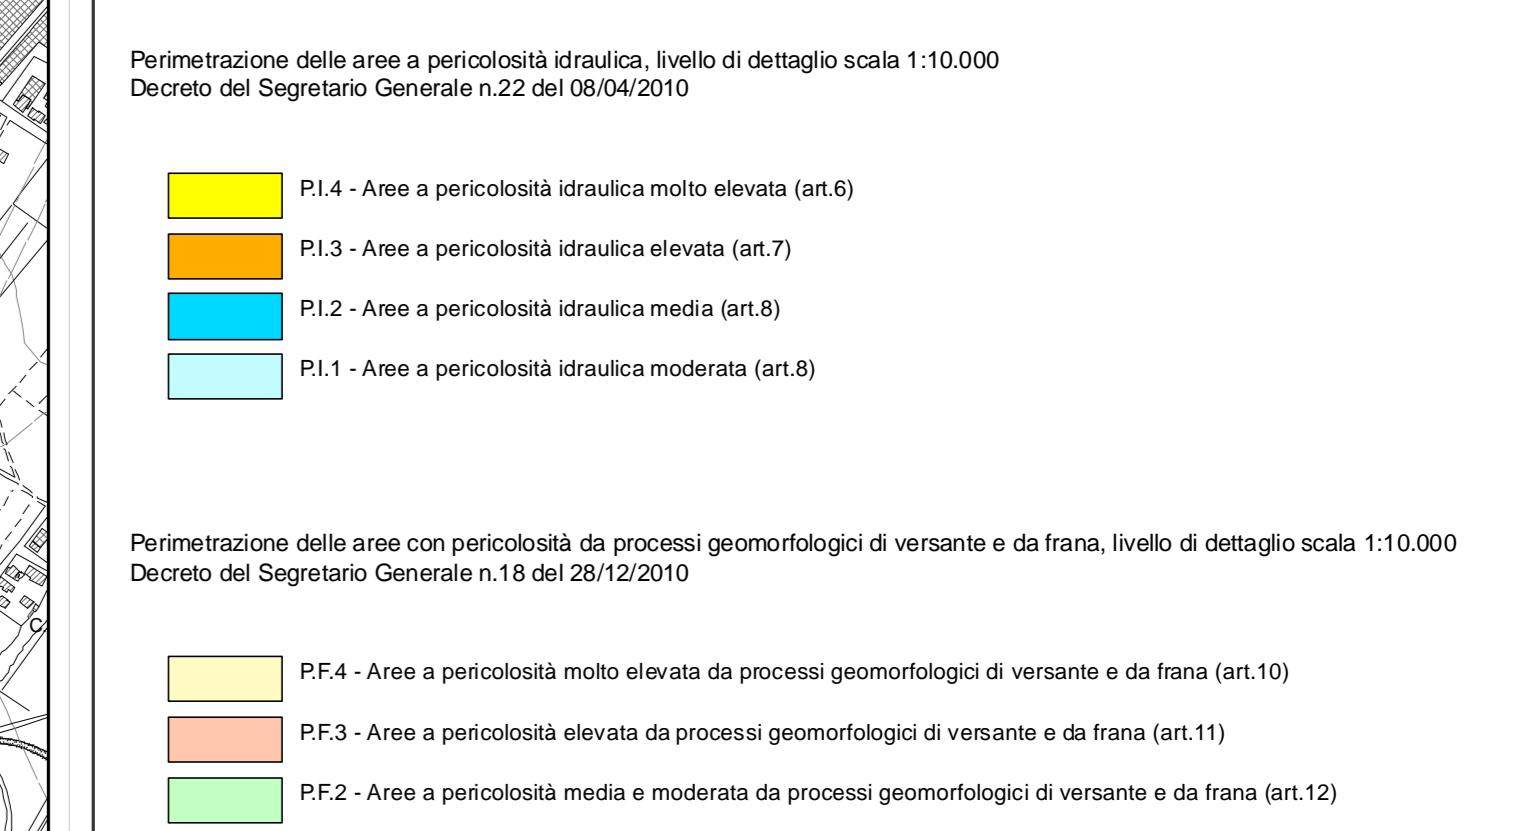 Perimetrazione delle aree a pericolosità idraulica, livello di dettaglio scala 1:10.000
Decreto del Segretario Generale n.22 del 08/04/2010
P.I.4 - Aree a pericolosità idraulica molto elevata (art.6)
P.I.3 - Aree a pericolosità idraulica elevata (art.7)
P.I.2 - Aree a pericolosità idraulica media (art.8)
P.I.1 - Aree a pericolosità idraulica moderata (art.8)
Perimetrazione delle aree con pericolosità da processi geomorfologici di versante e da frana, livello di dettaglio scala 1:10.000
Decreto del Segretario Generale n.18 del 28/12/2010
C.
P.F.4 - Aree a pericolosità molto elevata da processi geomorfologici di versante e da frana (art.10)
P.F.3 - Aree a pericolosità elevata da processi geomorfologici di versante e da frana (art.11)
P.F.2 - Aree a pericolosità media e moderata da processi geomorfologici di versante e da frana (art.12)